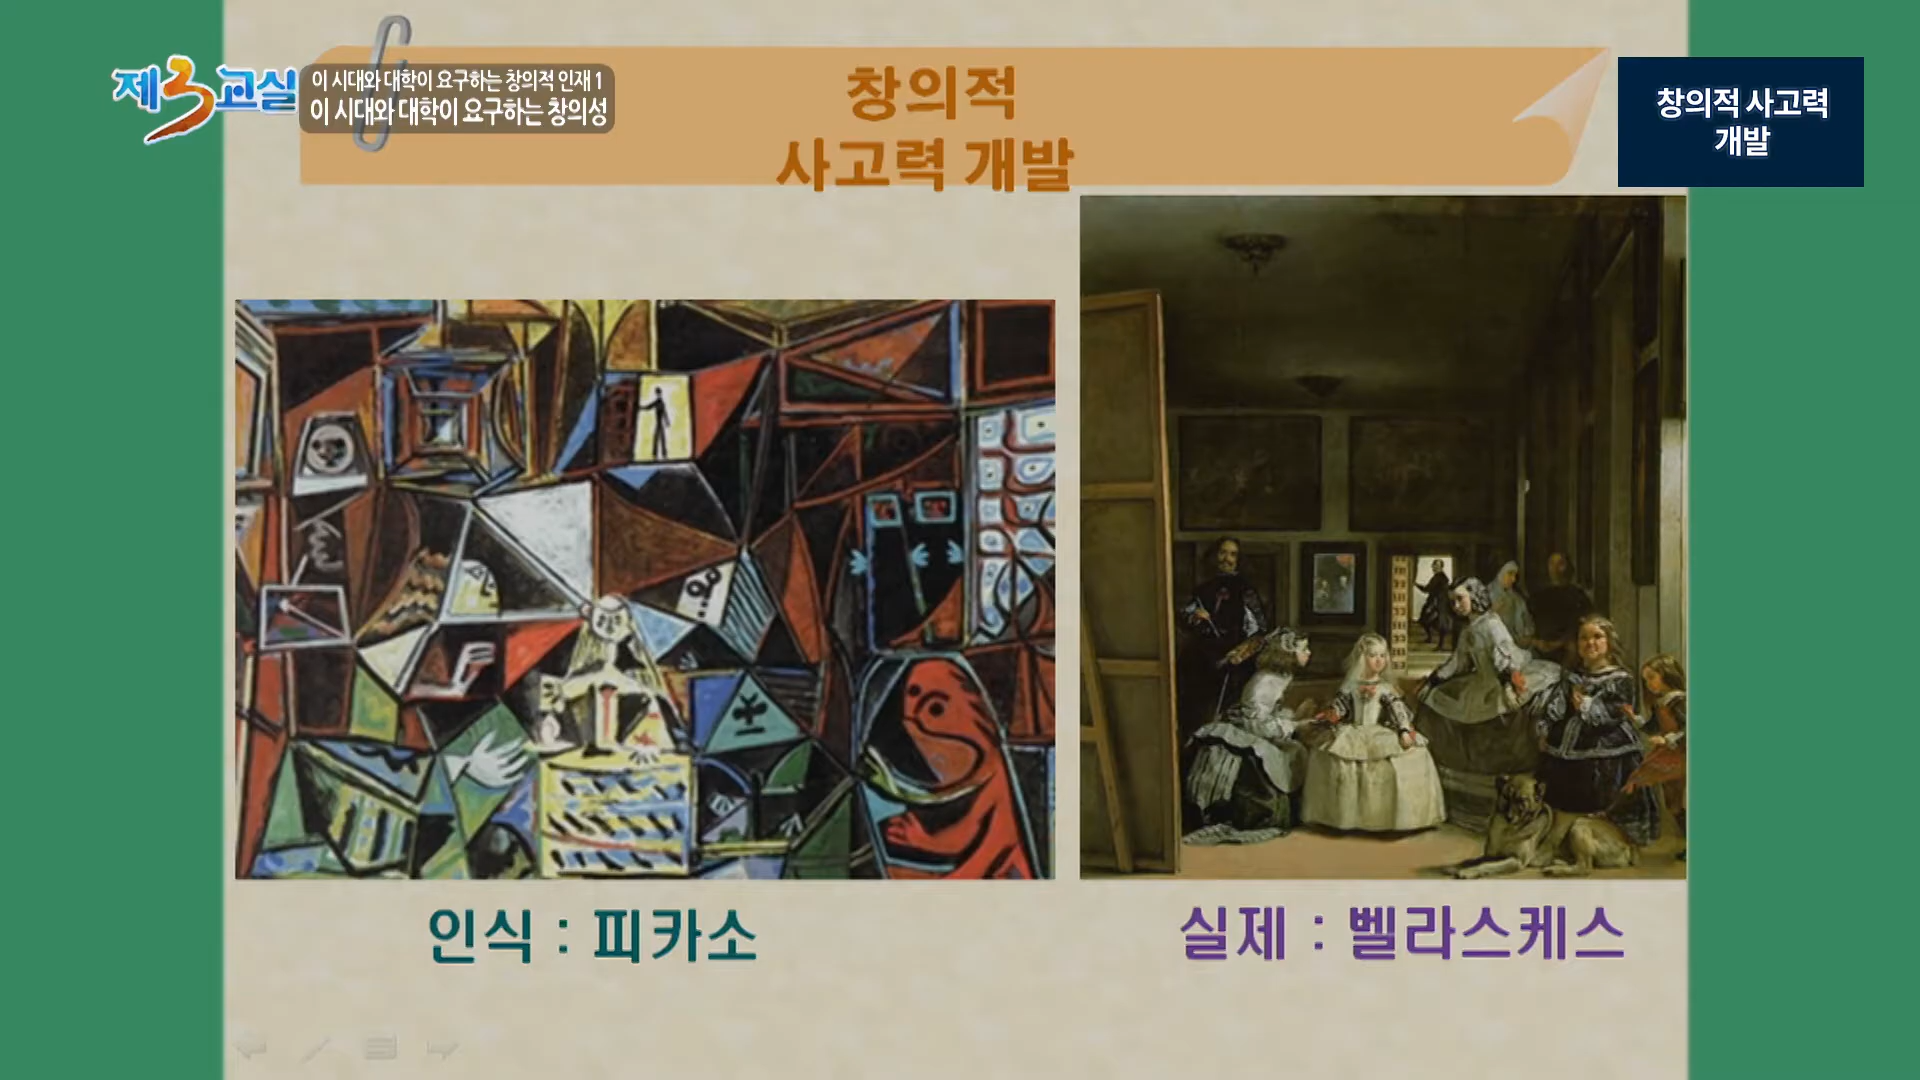 제3교실
이 시대와 대학이 요구하는 창의적 인재 1
이 시대와 대학이 요구하는 창의성
창의적
사고력 개발
창의적 사고력
개발
인식 : 피카소
실제 : 벨라스케스